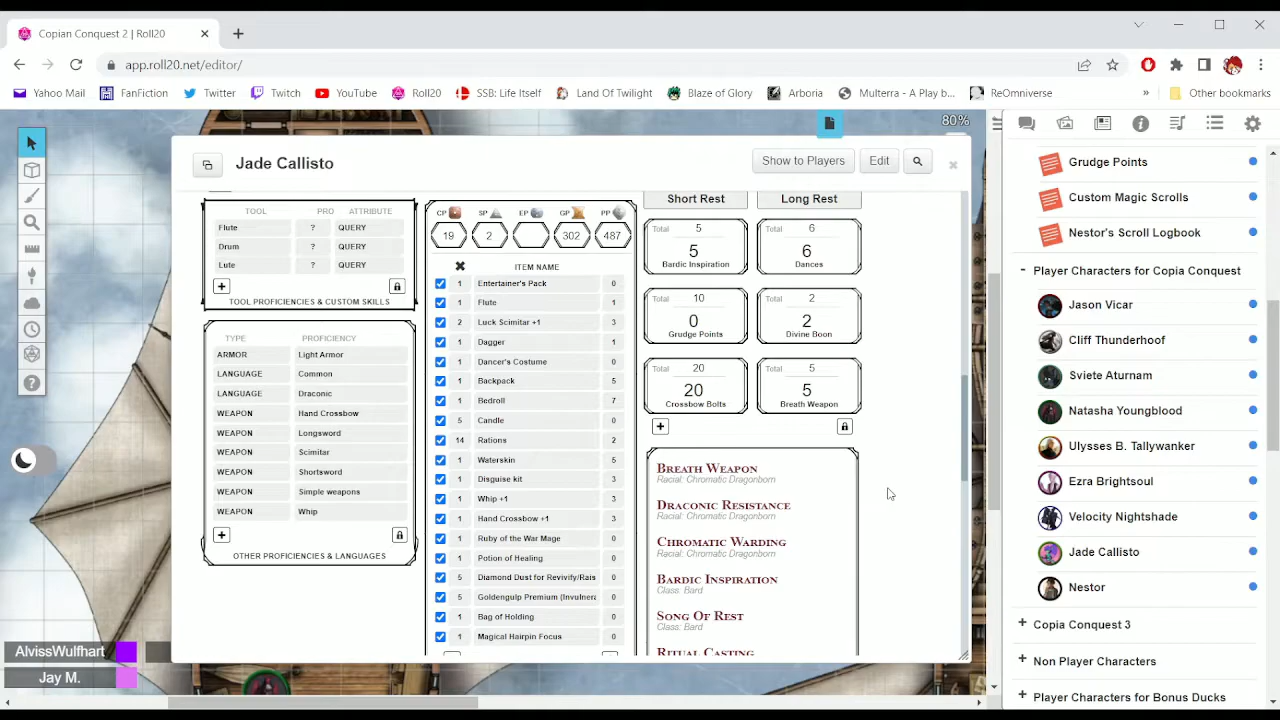 Copian Conquest 2 | Roll20
app.roll20.net/editor/
Yahoo Mail
FanFiction
Twitter
Twitch
YouTube
Roll20
SSB: Life Itself
Land Of Twilight
Blaze of Glory
Arboria
Multerra - A Play b...
ReOmniverse
»
Other bookmarks
80%
Jade Callisto
Show to Players
Edit
TOOL PRO ATTRIBUTE
Flute ? QUERY
Drum ? QUERY
Lute ? QUERY
TOOL PROFICIENCIES & CUSTOM SKILLS
TYPE PROFICIENCY
ARMOR Light Armor
LANGUAGE Common
LANGUAGE Draconic
WEAPON Hand Crossbow
WEAPON Longsword
WEAPON Scimitar
WEAPON Shortsword
WEAPON Simple weapons
WEAPON Whip
OTHER PROFICIENCIES & LANGUAGES
CP SP EP GP PP
19 2 302 487
ITEM NAME
1 Entertainer's Pack 0
1 Flute 1
2 Luck Scimitar +1 3
1 Dagger 1
1 Dancer's Costume 0
1 Backpack 5
1 Bedroll 7
5 Candle 0
14 Rations 2
1 Waterskin 5
1 Disguise kit 3
1 Whip +1 3
1 Hand Crossbow +1 3
1 Ruby of the War Mage 0
1 Potion of Healing 0
5 Diamond Dust for Revivify/Rais 0
5 Goldengulp Premium (Invulnera 0
1 Bag of Holding 0
1 Magical Hairpin Focus 0
Short Rest Long Rest
Total 5
5
Bardic Inspiration
Total 6
6
Dances
Total 10
0
Grudge Points
Total 2
2
Divine Boon
Total 20
20
Crossbow Bolts
Total 5
5
Breath Weapon
BREATH WEAPON
Racial: Chromatic Dragonborn
DRACONIC RESISTANCE
Racial: Chromatic Dragonborn
CHROMATIC WARDING
Racial: Chromatic Dragonborn
BARDIC INSPIRATION
Class: Bard
SONG OF REST
Class: Bard
RITUAL CASTING
Grudge Points
Custom Magic Scrolls
Nestor's Scroll Logbook
Player Characters for Copia Conquest
Jason Vicar
Cliff Thunderhoof
Sviete Aturnam
Natasha Youngblood
Ulysses B. Tallywanker
Ezra Brightsoul
Velocity Nightshade
Jade Callisto
Nestor
Copia Conquest 3
Non Player Characters
Player Characters for Bonus Ducks
AlvissWulfhart
Jay M.